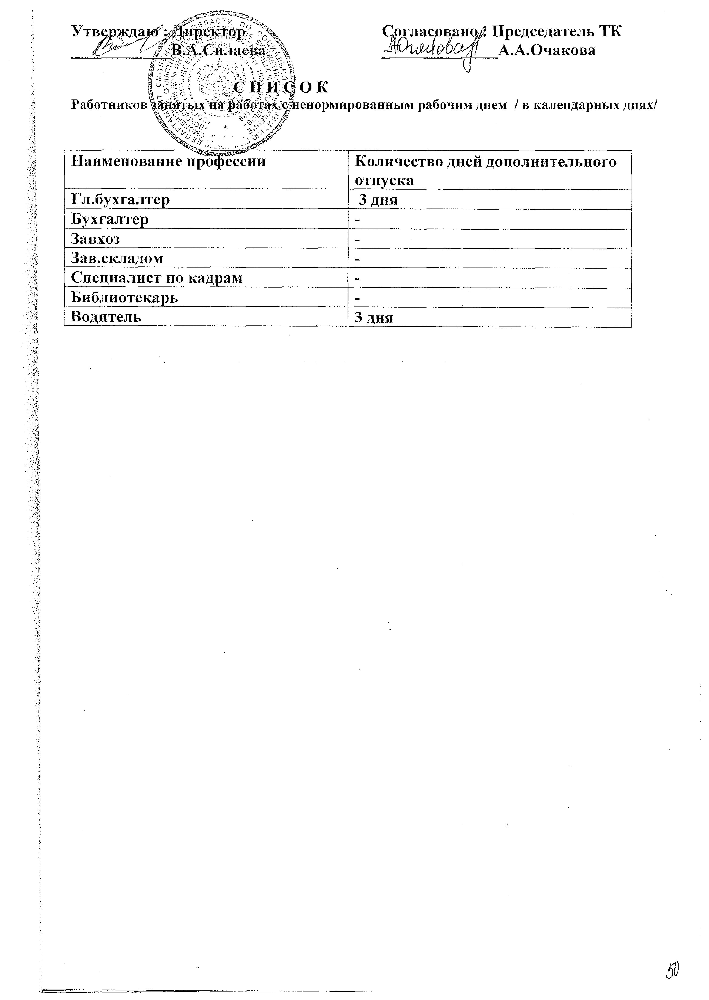 Утверждаю : Директор
В.А.Силаева
Согласовано : Председатель ТК
А.А.Очакова
С П И С О К
Работников занятых на работах с ненормированным рабочим днем / в календарных днях/
Наименование профессии
Количество дней дополнительного
отпуска
Гл.бухгалтер
3 дня
Бухгалтер
-
Завхоз
-
Зав.складом
-
Специалист по кадрам
-
Библиотекарь
-
Водитель
3 дня
50